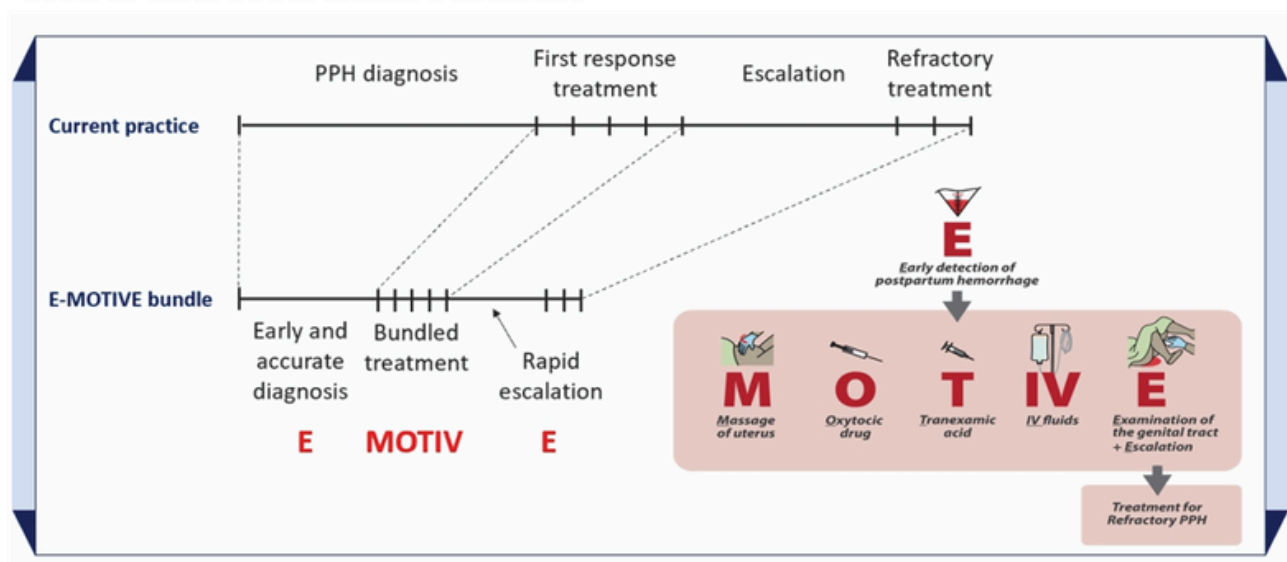 PPH diagnosis
First response
treatment
Escalation
Refractory
treatment
Current practice
E-MOTIVE bundle
Early and
accurate
diagnosis
Bundled
treatment
Rapid
escalation
E
MOTIV
E
E
Early detection of
postpartum hemorrhage
M
Massage
of uterus
O
Oxytocic
drug
T
Tranexamic
acid
IV
IV fluids
E
Examination of
the genital tract
+ Escalation
Treatment for
Refractory PPH